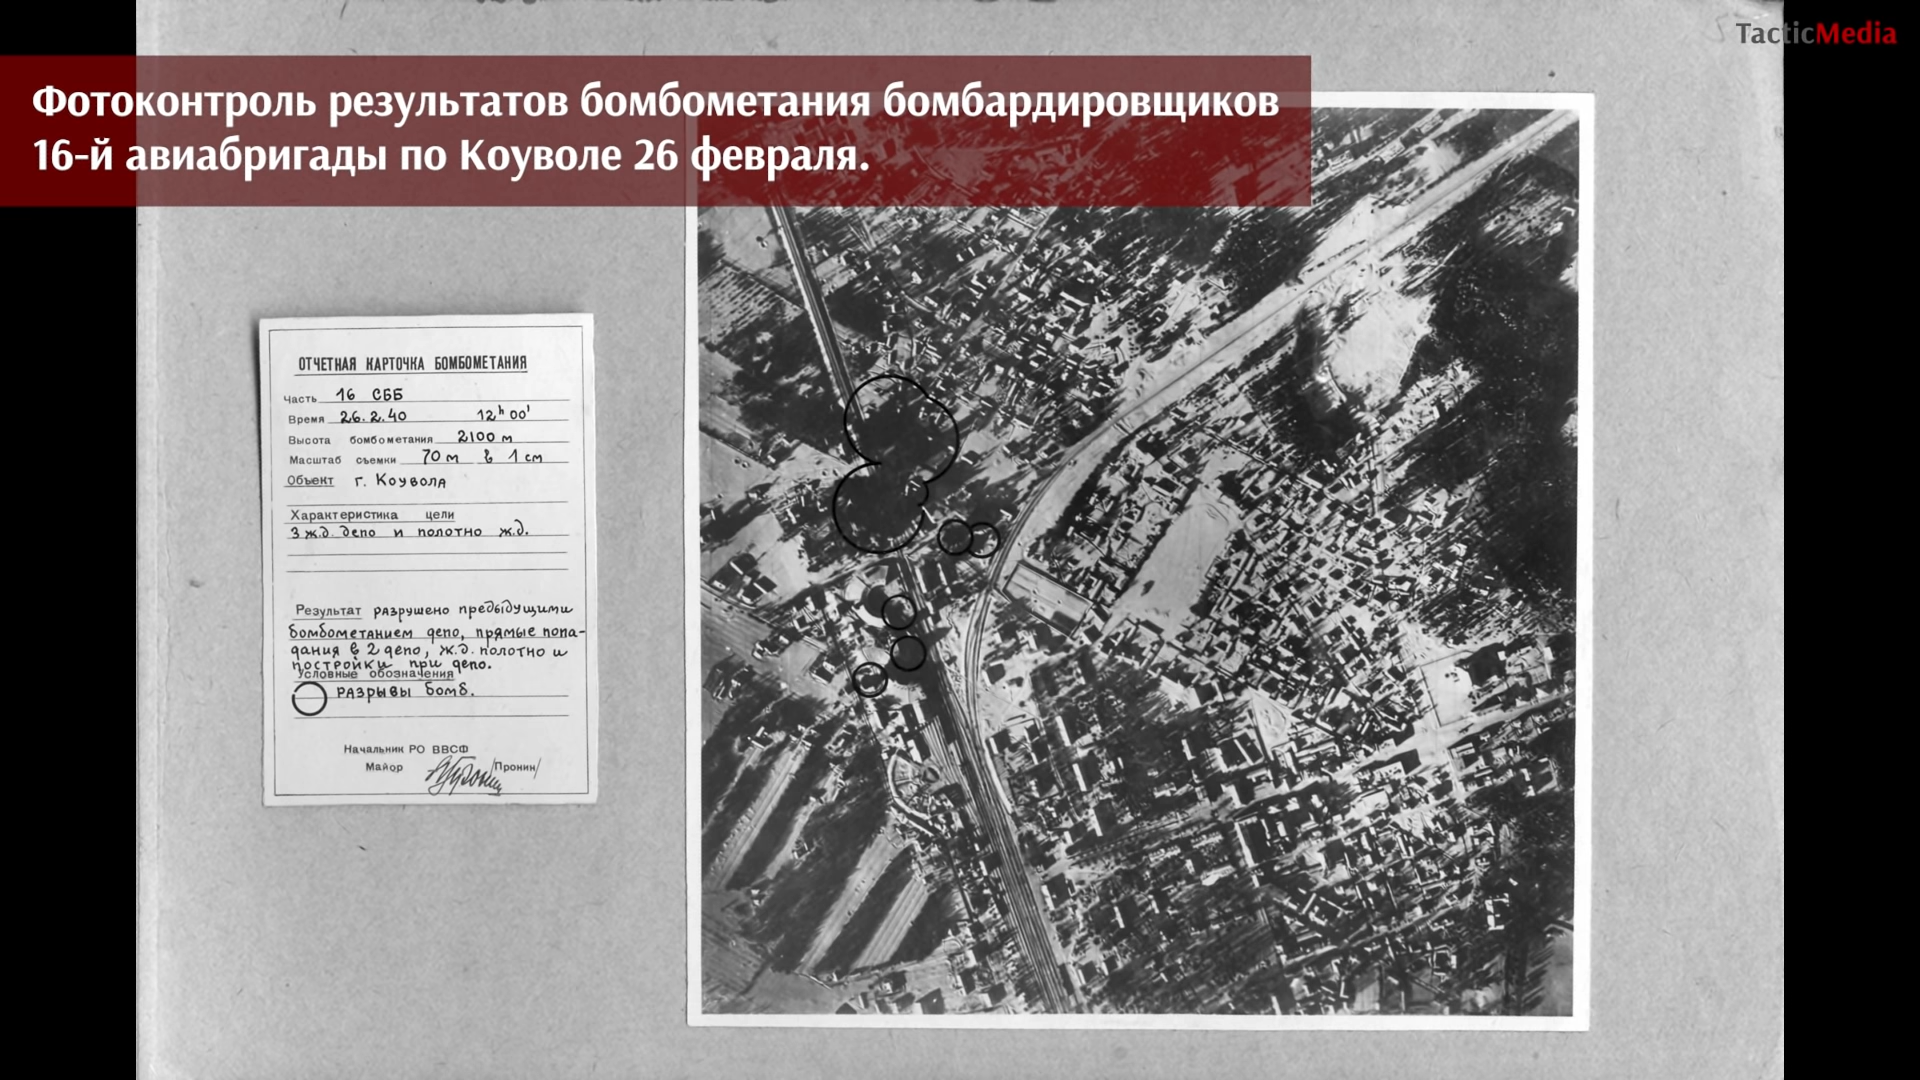 TacticMedia
Фотоконтроль результатов бомбометания бомбардировщиков
16-й авиабригады по Коуволе 26 февраля.
ОТЧЕТНАЯ КАРТОЧКА БОМБОМЕТАНИЯ
Часть 16 СББ
Время 26.2.40 12ʰ 00'
Высота бомбометания 2100 м
Масштаб съемки 70 м в 1 см
Объект г. Коувола
Характеристика цели
3 ж.д. депо и полотно ж.д.
Результат разрушено предыдущими
бомбометанием депо, прямые попа-
дания в 2 депо, ж.д. полотно и
постройки при депо.
Условные обозначения
разрывы бомб.
Начальник РО ВВСФ
Майор /Пронин/